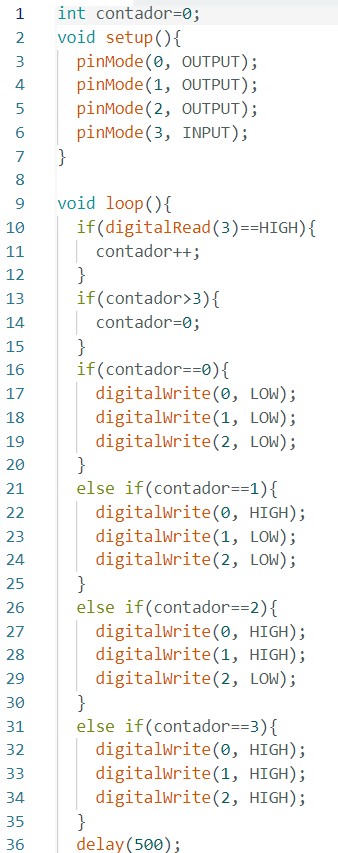 1 int contador=0;
2 void setup(){
3 pinMode(0, OUTPUT);
4 pinMode(1, OUTPUT);
5 pinMode(2, OUTPUT);
6 pinMode(3, INPUT);
7 }
8
9 void loop(){
10 if(digitalRead(3)==HIGH){
11 contador++;
12 }
13 if(contador>3){
14 contador=0;
15 }
16 if(contador==0){
17 digitalWrite(0, LOW);
18 digitalWrite(1, LOW);
19 digitalWrite(2, LOW);
20 }
21 else if(contador==1){
22 digitalWrite(0, HIGH);
23 digitalWrite(1, LOW);
24 digitalWrite(2, LOW);
25 }
26 else if(contador==2){
27 digitalWrite(0, HIGH);
28 digitalWrite(1, HIGH);
29 digitalWrite(2, LOW);
30 }
31 else if(contador==3){
32 digitalWrite(0, HIGH);
33 digitalWrite(1, HIGH);
34 digitalWrite(2, HIGH);
35 }
36 delay(500);